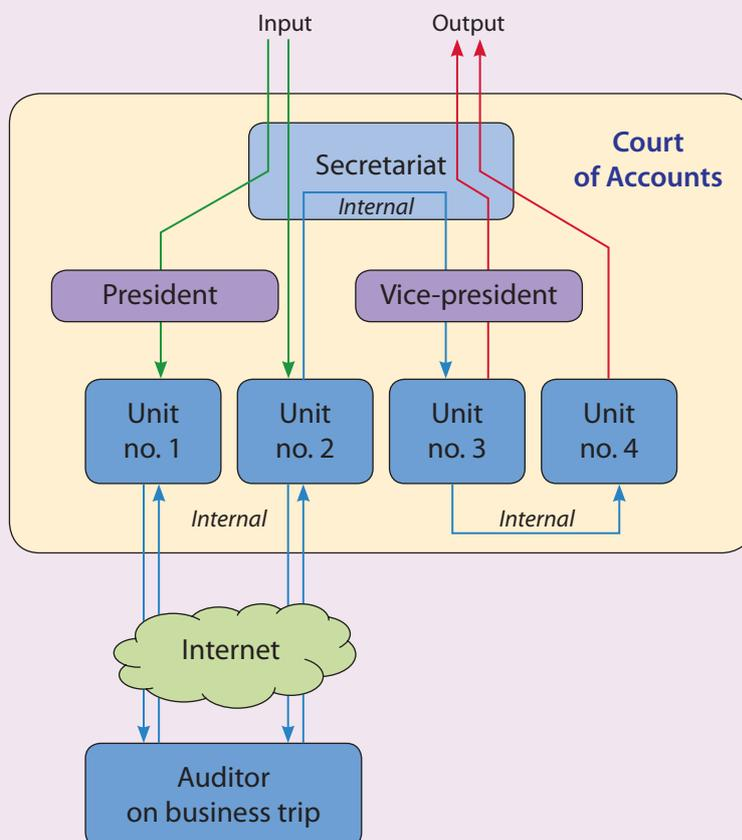 Input
Output
Court
of Accounts
Secretariat
Internal
President
Vice-president
Unit
no. 1
Unit
no. 2
Unit
no. 3
Unit
no. 4
Internal
Internal
Internet
Auditor
on business trip